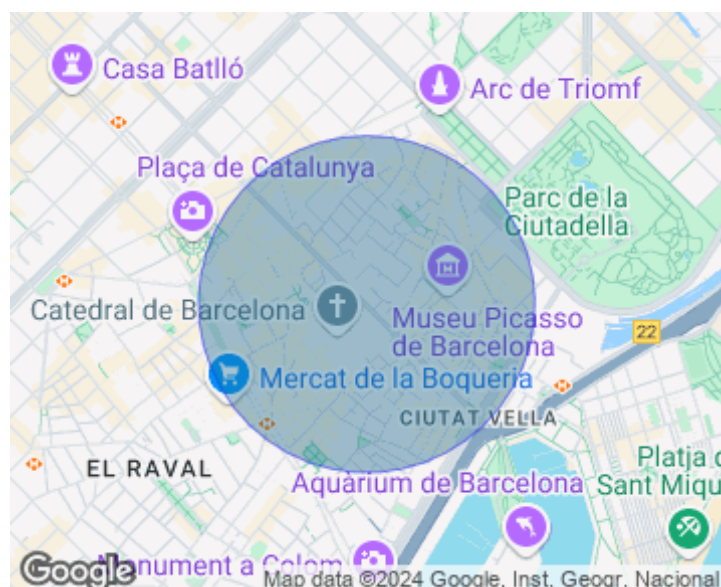 Casa Batlló
Arc de Triomf
Plaça de Catalunya
Parc de la
Ciutadella
Catedral de Barcelona
Museu Picasso
de Barcelona
22
Mercat de la Boqueria
CIUTAT VELLA
EL RAVAL
Platja d
Sant Miqu
Aquàrium de Barcelona
Monument a Colom
Google
Map data ©2024 Google, Inst. Geogr. Nacional